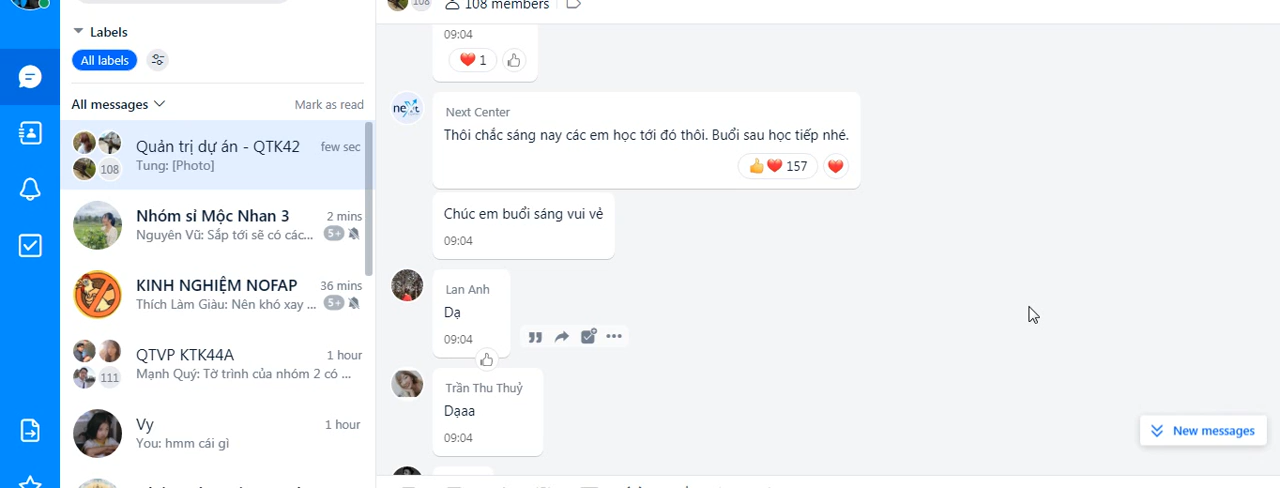 Labels
All labels
All messages
Mark as read
Quản trị dự án - QTK42
few sec
Tung: [Photo]
108
Nhóm sỉ Mộc Nhan 3
2 mins
Nguyên Vũ: Sắp tới sẽ có các...
5+
KINH NGHIỆM NOFAP
36 mins
Thích Làm Giàu: Nên khó xay ...
5+
QTVP KTK44A
1 hour
Mạnh Quý: Tờ trình của nhóm 2 có ...
111
Vy
1 hour
You: hmm cái gì
108
108 members
09:04
1
next
Next Center
Thôi chắc sáng nay các em học tới đó thôi. Buổi sau học tiếp nhé.
157
Chúc em buổi sáng vui vẻ
09:04
Lan Anh
Dạ
09:04
Trần Thu Thuỷ
Dạaa
09:04
New messages